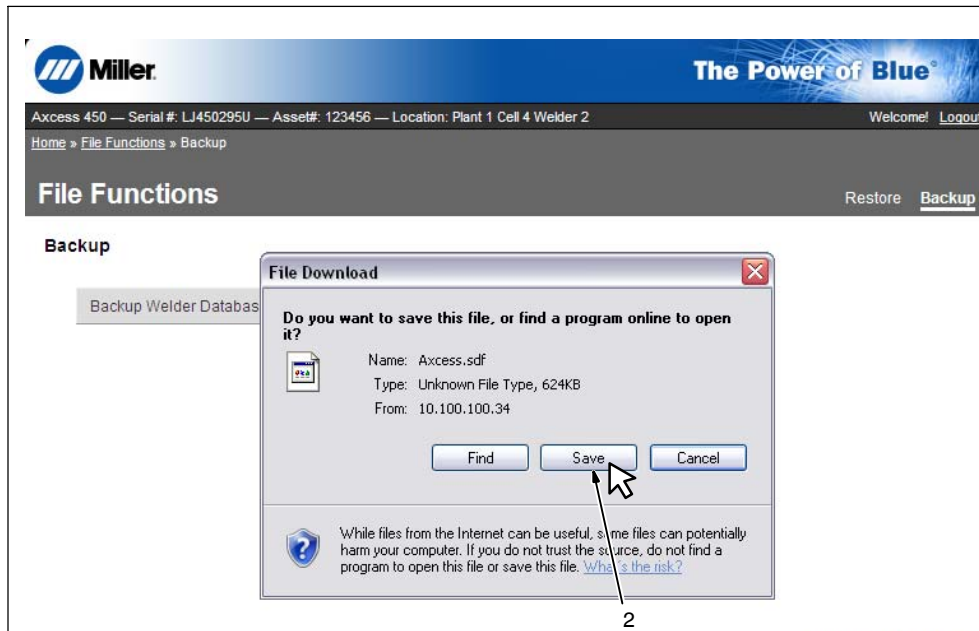 Miller.
The Power of Blue®
Axcess 450 — Serial #: LJ450295U — Asset#: 123456 — Location: Plant 1 Cell 4 Welder 2 Welcome! Logout
Home » File Functions » Backup
File Functions
Restore Backup
Backup
Backup Welder Databas
File Download
Do you want to save this file, or find a program online to open
it?
Name: Axcess.sdf
Type: Unknown File Type, 624KB
From: 10.100.100.34
Find Save Cancel
While files from the Internet can be useful, some files can potentially
harm your computer. If you do not trust the source, do not find a
program to open this file or save this file. What's the risk?
2